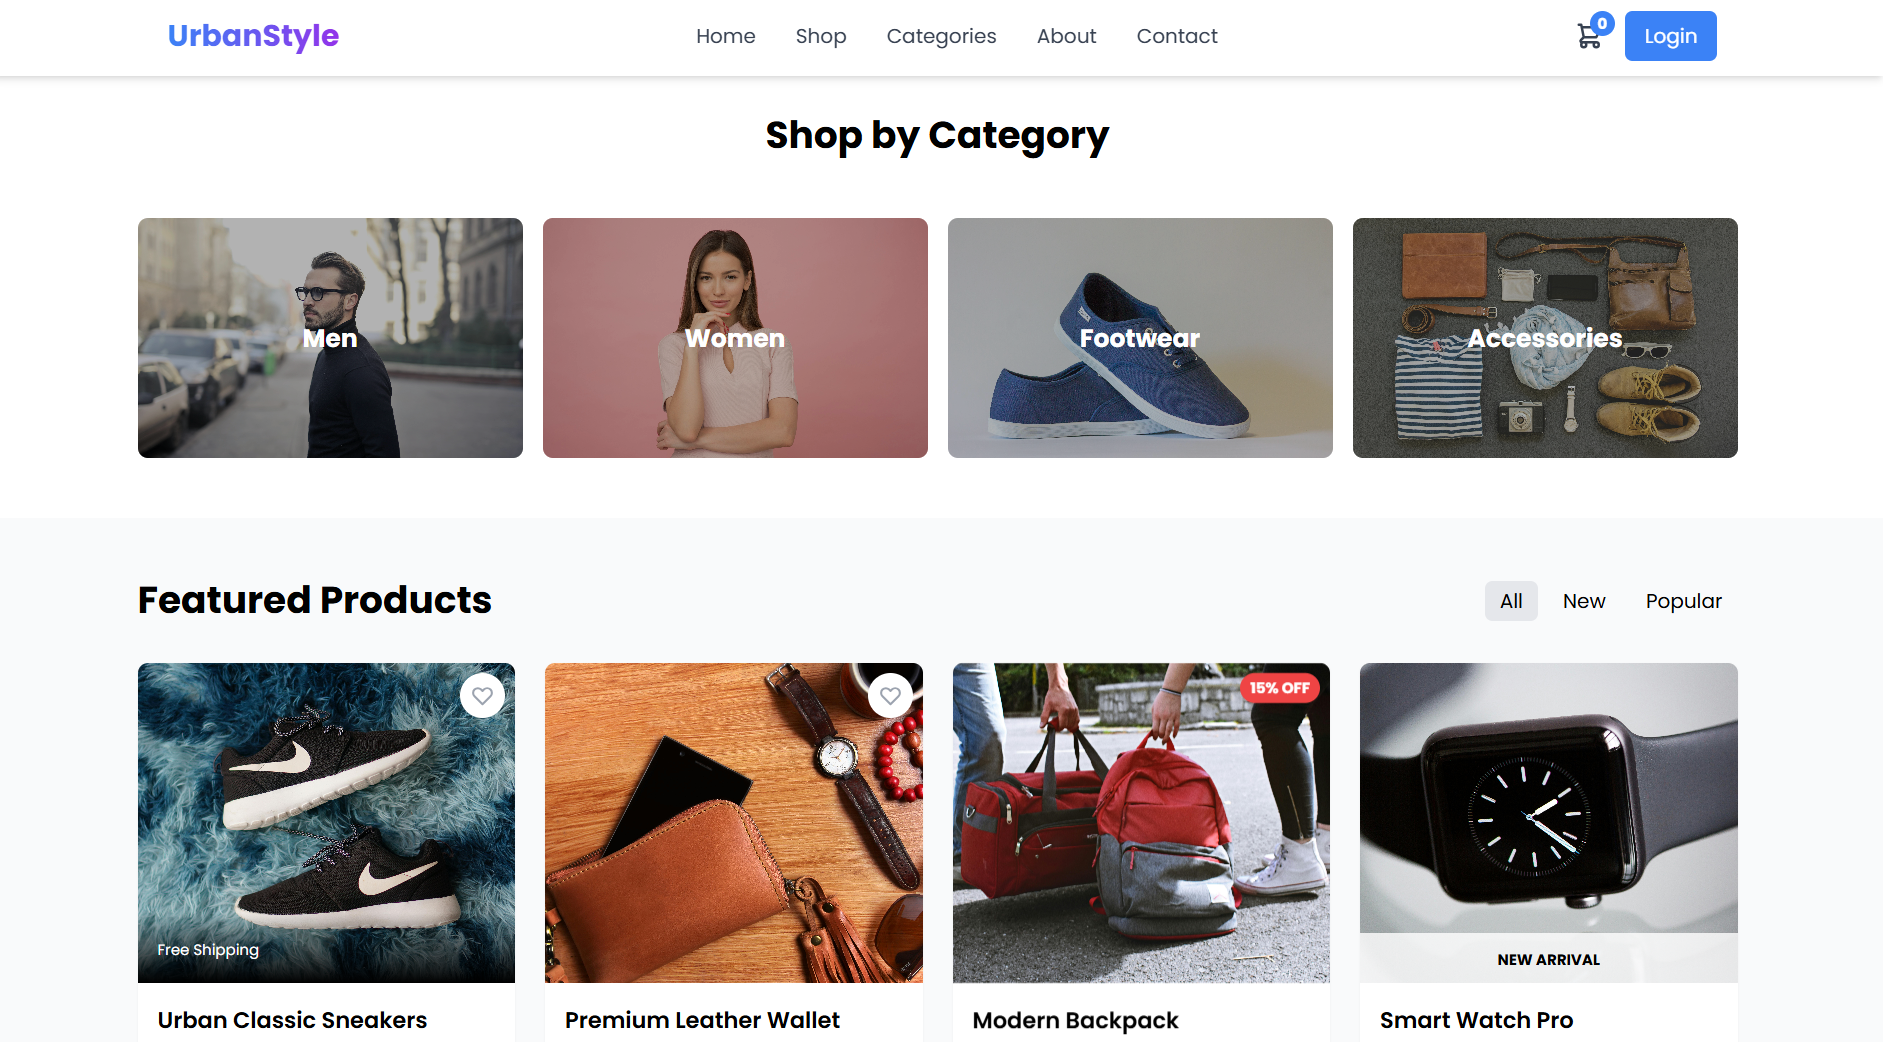 UrbanStyle
Home Shop Categories About Contact
0
Login
Shop by Category
Men
Women
Footwear
Accessories
Featured Products
All New Popular
Free Shipping
15% OFF
NEW ARRIVAL
Urban Classic Sneakers
Premium Leather Wallet
Modern Backpack
Smart Watch Pro